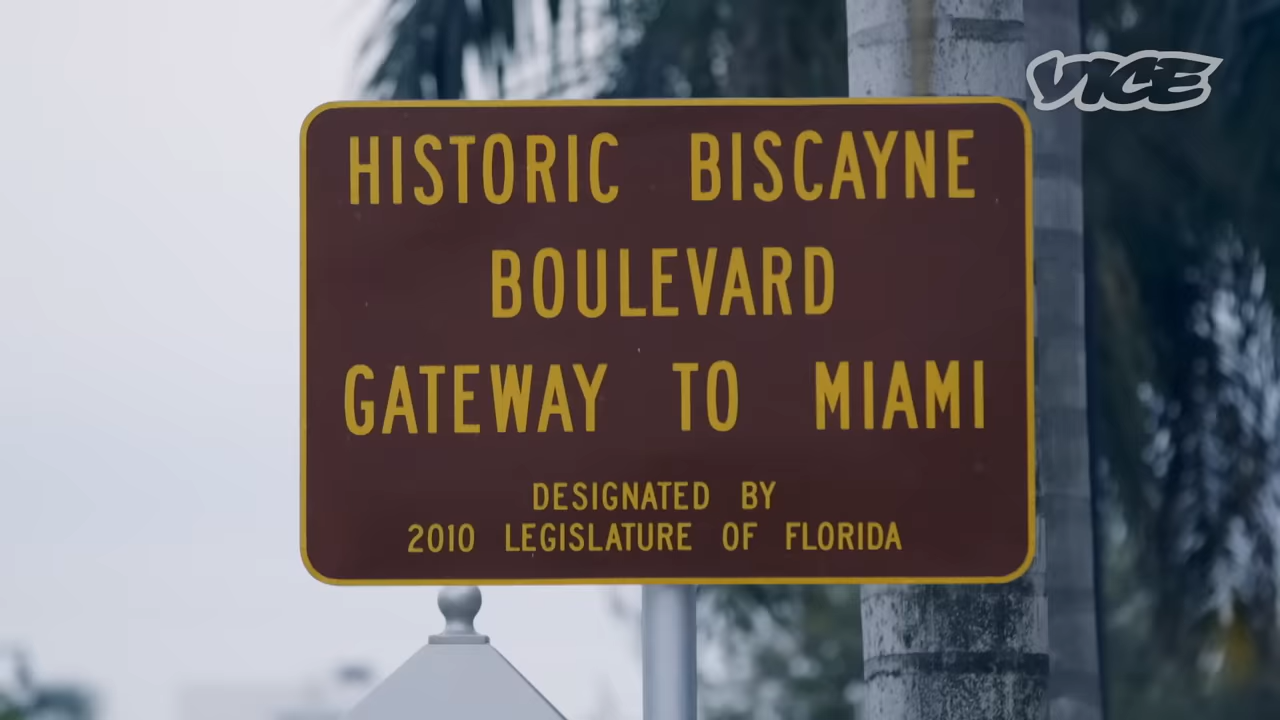 VICE
HISTORIC BISCAYNE
BOULEVARD
GATEWAY TO MIAMI
DESIGNATED BY
2010 LEGISLATURE OF FLORIDA